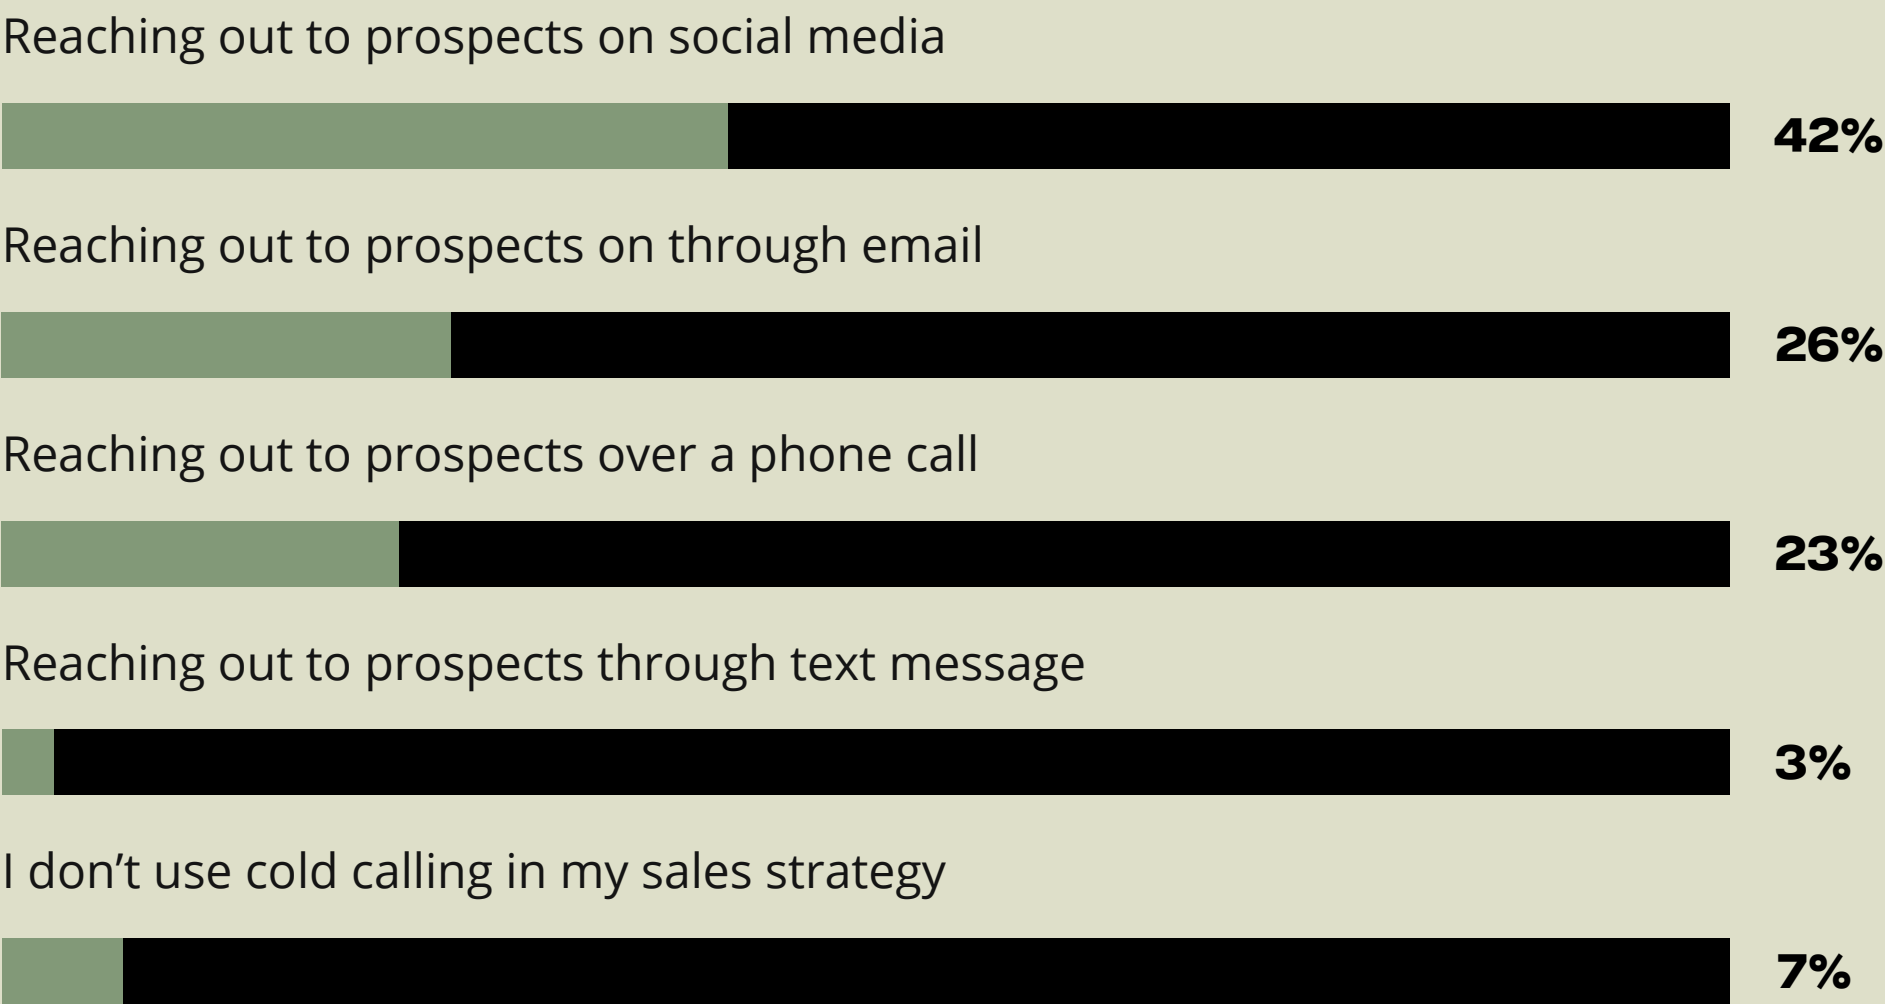 Reaching out to prospects on social media
42%
Reaching out to prospects on through email
26%
Reaching out to prospects over a phone call
23%
Reaching out to prospects through text message
3%
I don’t use cold calling in my sales strategy
7%